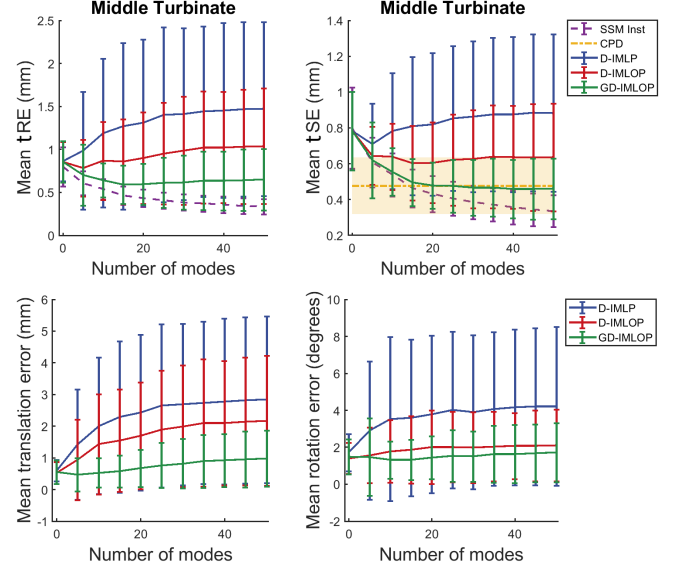 Middle Turbinate
Mean tRE (mm)
2.5
2
1.5
1
0.5
0
0
20
40
Number of modes
Middle Turbinate
Mean tSE (mm)
1.4
1.2
1
0.8
0.6
0.4
0.2
0
20
40
Number of modes
SSM Inst
CPD
D-IMLP
D-IMLOP
GD-IMLOP
Mean translation error (mm)
6
5
4
3
2
1
0
-1
0
20
40
Number of modes
Mean rotation error (degrees)
10
8
6
4
2
0
-2
0
20
40
Number of modes
D-IMLP
D-IMLOP
GD-IMLOP